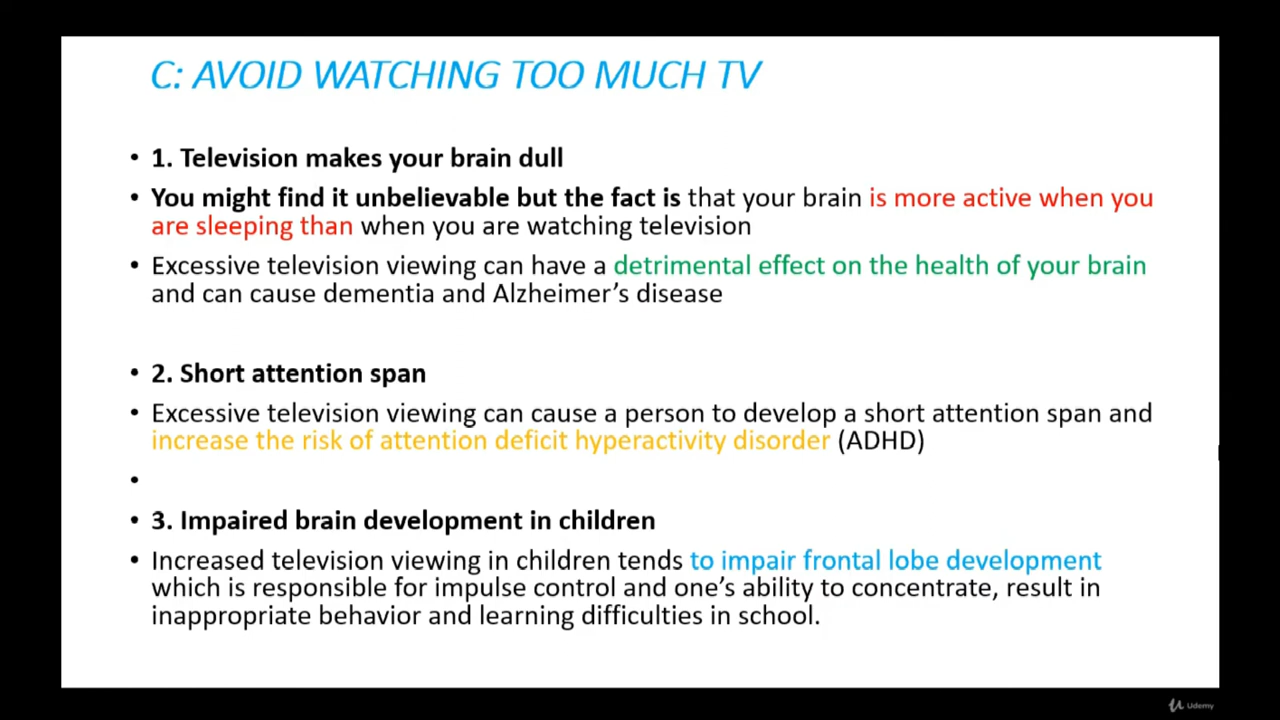 C: AVOID WATCHING TOO MUCH TV
• 1. Television makes your brain dull
• You might find it unbelievable but the fact is that your brain is more active when you
are sleeping than when you are watching television
• Excessive television viewing can have a detrimental effect on the health of your brain
and can cause dementia and Alzheimer’s disease
• 2. Short attention span
• Excessive television viewing can cause a person to develop a short attention span and
increase the risk of attention deficit hyperactivity disorder (ADHD)
•
• 3. Impaired brain development in children
• Increased television viewing in children tends to impair frontal lobe development
which is responsible for impulse control and one’s ability to concentrate, result in
inappropriate behavior and learning difficulties in school.
Udemy